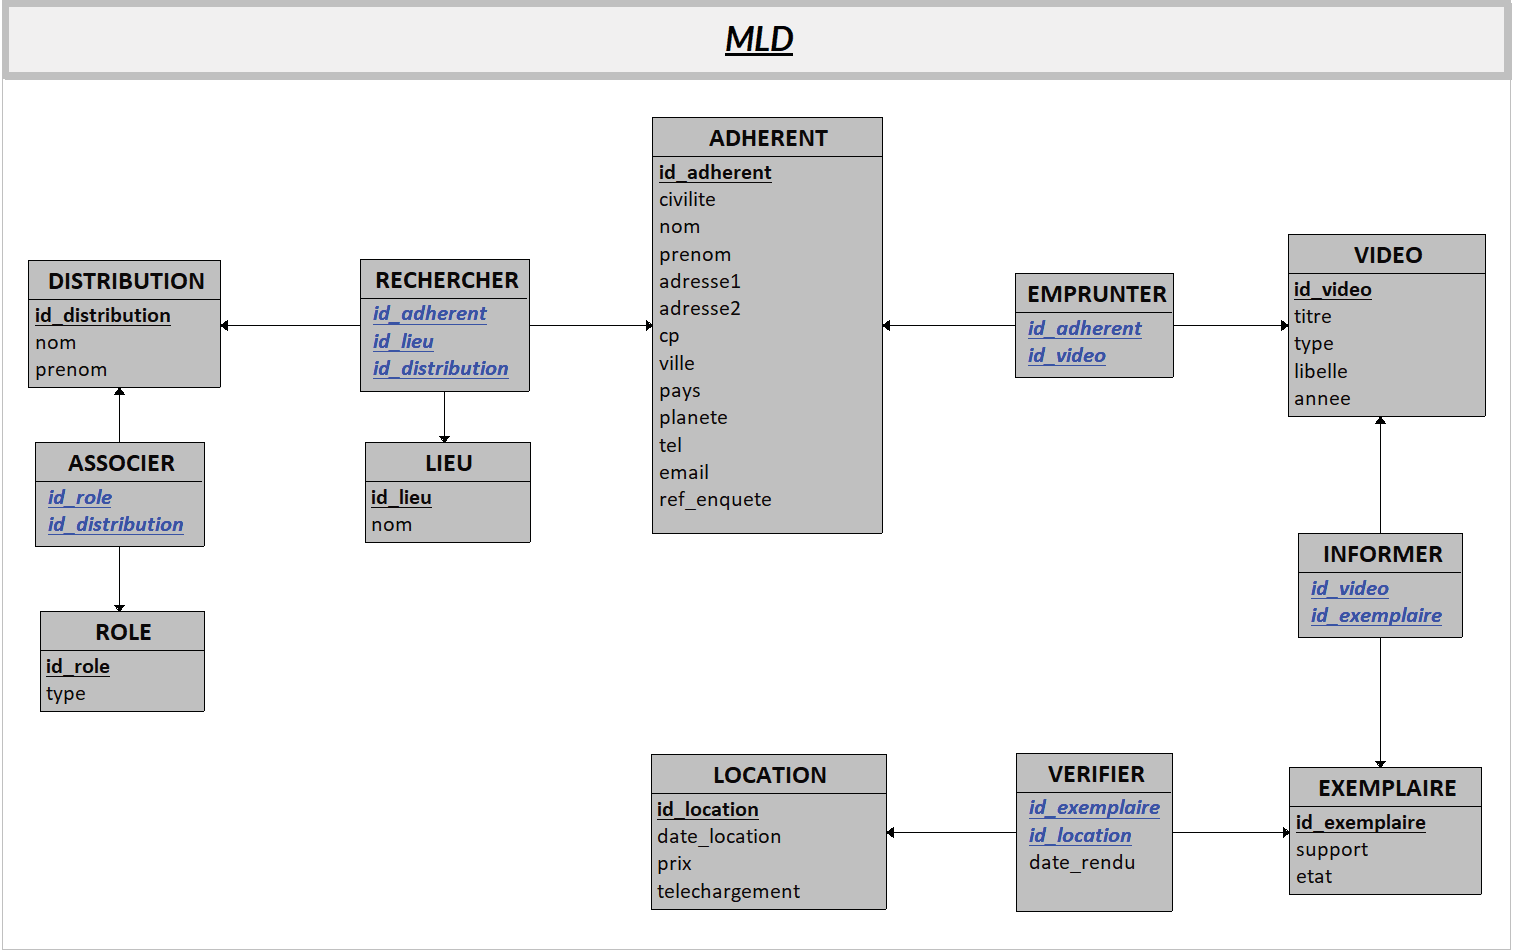 MLD
ADHERENT
id_adherent
civilite
nom
prenom
adresse1
adresse2
cp
ville
pays
planete
tel
email
ref_enquete
DISTRIBUTION
id_distribution
nom
prenom
RECHERCHER
id_adherent
id_lieu
id_distribution
EMPRUNTER
id_adherent
id_video
VIDEO
id_video
titre
type
libelle
annee
ASSOCIER
id_role
id_distribution
LIEU
id_lieu
nom
INFORMER
id_video
id_exemplaire
ROLE
id_role
type
LOCATION
id_location
date_location
prix
telechargement
VERIFIER
id_exemplaire
id_location
date_rendu
EXEMPLAIRE
id_exemplaire
support
etat